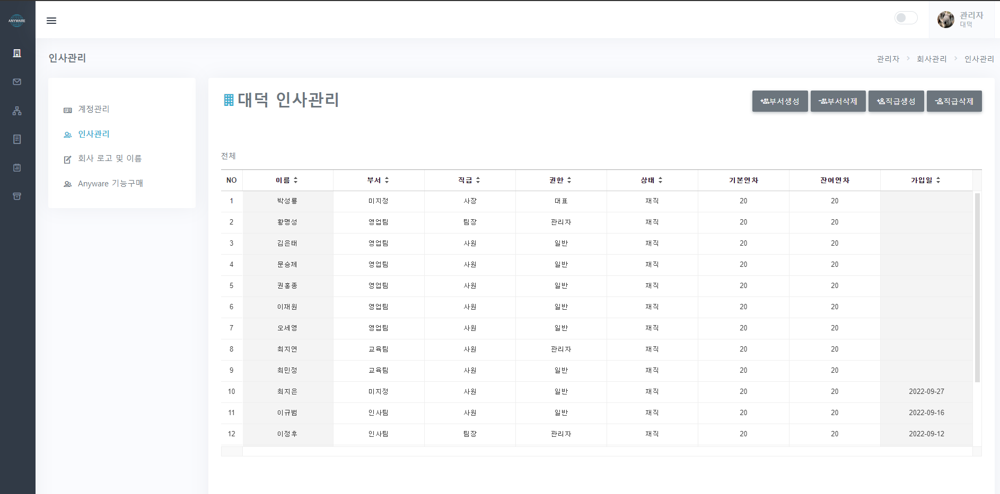 ANYWARE
관리자
대덕
인사관리
관리자 > 회사관리 > 인사관리
계정관리
인사관리
회사 로고 및 이름
Anyware 기능구매
대덕 인사관리
부서생성 부서삭제 직급생성 직급삭제
전체
NO 이름 부서 직급 권한 상태 기본연차 잔여연차 가입일
1 박성룡 미지정 사장 대표 재직 20 20
2 황명성 영업팀 팀장 관리자 재직 20 20
3 김은태 영업팀 사원 일반 재직 20 20
4 문승제 영업팀 사원 일반 재직 20 20
5 권홍종 영업팀 사원 일반 재직 20 20
6 이재원 영업팀 사원 일반 재직 20 20
7 오세영 영업팀 사원 일반 재직 20 20
8 최지연 교육팀 사원 관리자 재직 20 20
9 최민정 교육팀 사원 일반 재직 20 20
10 최지은 미지정 사원 일반 재직 20 20 2022-09-27
11 이규범 인사팀 사원 일반 재직 20 20 2022-09-16
12 이정후 인사팀 팀장 관리자 재직 20 20 2022-09-12